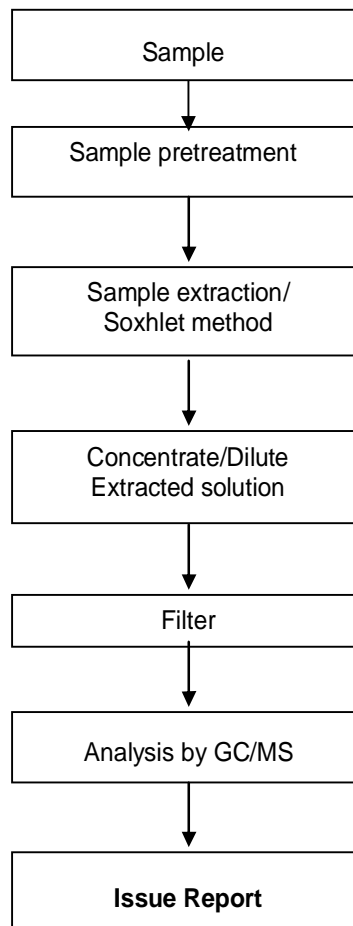 Sample
Sample pretreatment
Sample extraction/
Soxhlet method
Concentrate/Dilute
Extracted solution
Filter
Analysis by GC/MS
Issue Report